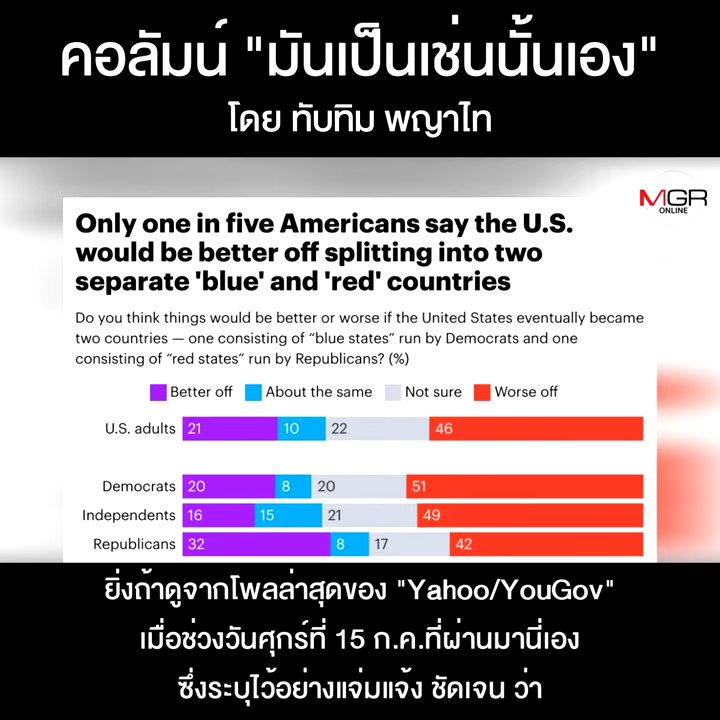 คอลัมน์ "มันเป็นเช่นนั้นเอง"
โดย ทับทิม พญาไท
MGR
ONLINE
Only one in five Americans say the U.S.
would be better off splitting into two
separate 'blue' and 'red' countries
Do you think things would be better or worse if the United States eventually became
two countries — one consisting of “blue states” run by Democrats and one
consisting of “red states” run by Republicans? (%)
Better off About the same Not sure Worse off
U.S. adults 21 10 22 46
Democrats 20 8 20 51
Independents 16 15 21 49
Republicans 32 8 17 42
ยิ่งถ้าดูจากโพลล่าสุดของ "Yahoo/YouGov"
เมื่อช่วงวันศุกร์ที่ 15 ก.ค.ที่ผ่านมานี่เอง
ซึ่งระบุไว้อย่างแจ่มแจ้ง ชัดเจน ว่า